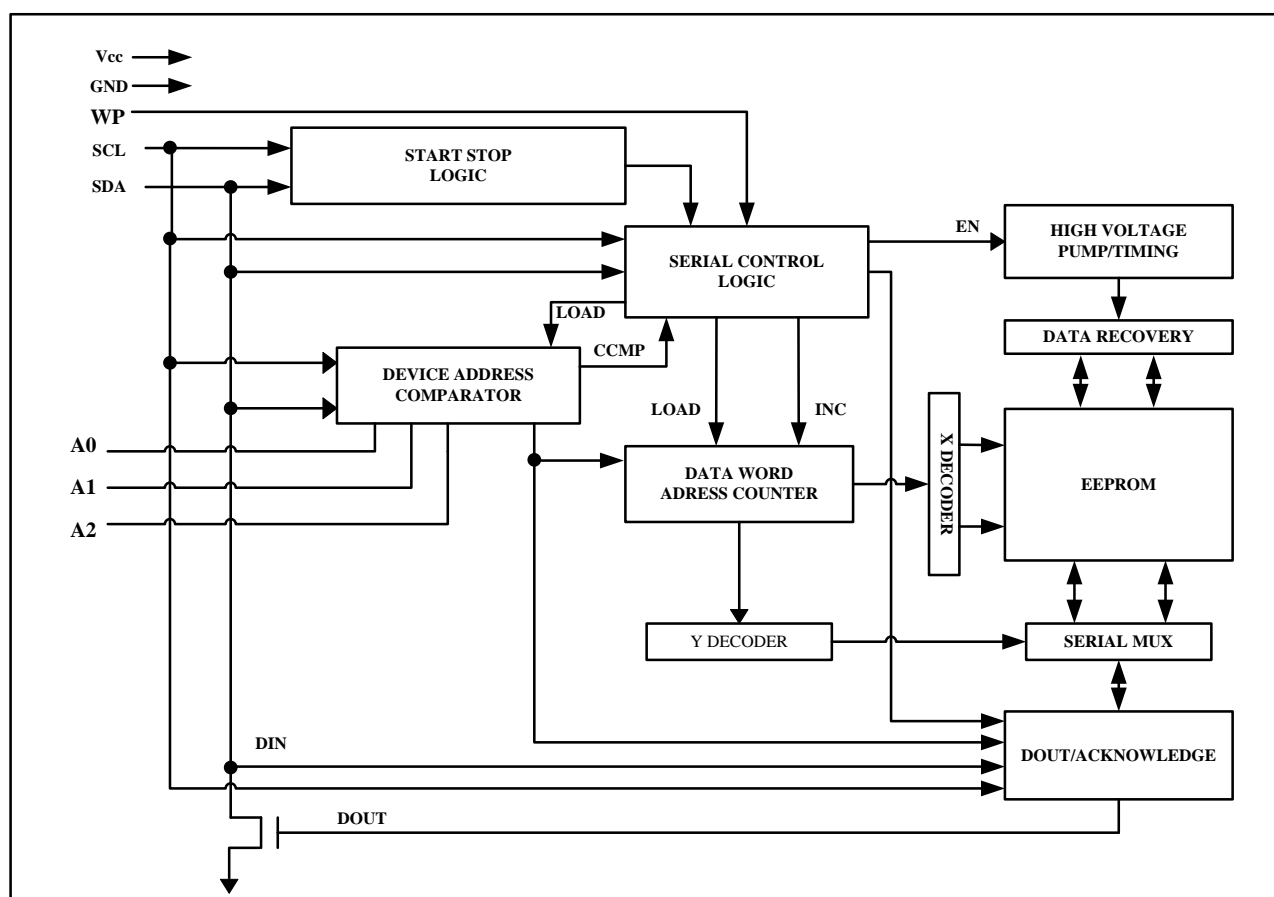 Vcc
GND
WP
SCL
SDA
START STOP
LOGIC
EN
HIGH VOLTAGE
PUMP/TIMING
SERIAL CONTROL
LOGIC
LOAD
CCMP
DATA RECOVERY
DEVICE ADDRESS
COMPARATOR
LOAD
INC
A0
A1
A2
DATA WORD
ADRESS COUNTER
X DECODER
EEPROM
Y DECODER
SERIAL MUX
DIN
DOUT/ACKNOWLEDGE
DOUT